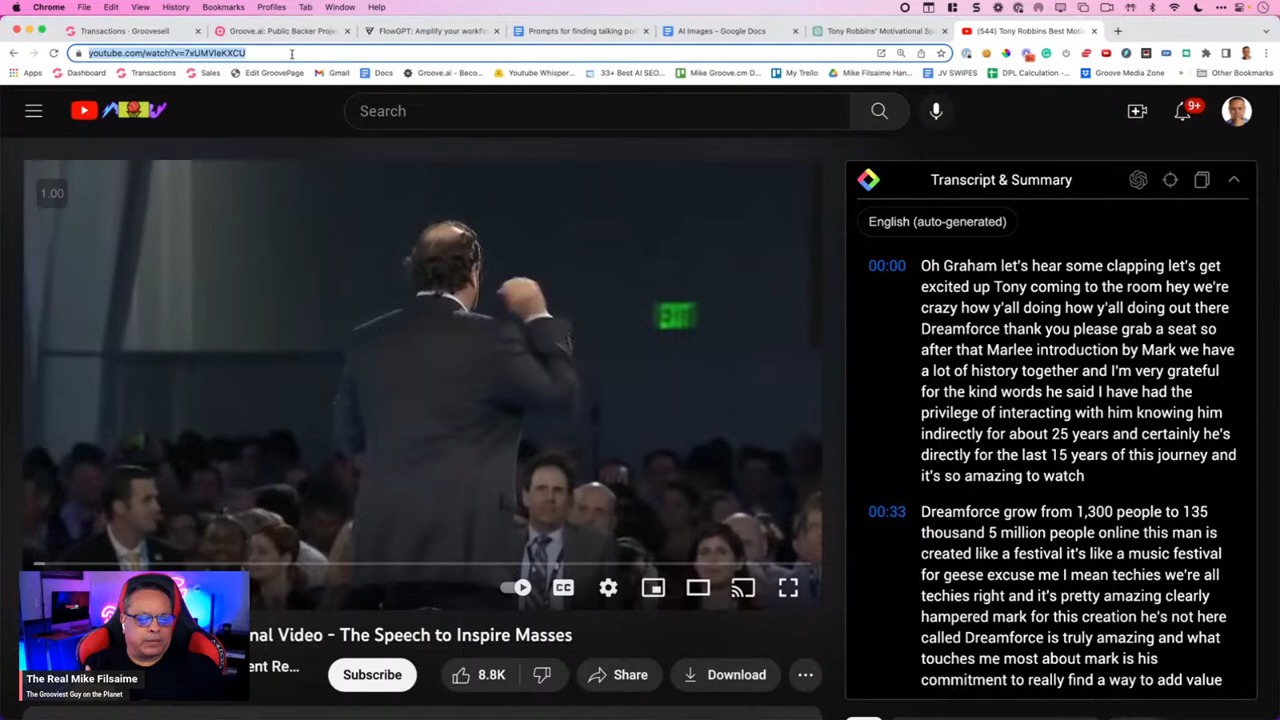 Chrome File Edit View History Bookmarks Profiles Tab Window Help
Transactions · Groovesell
Groove.ai: Public Backer Proje
FlowGPT: Amplify your workfl
Prompts for finding talking poi
AI Images - Google Docs
Tony Robbins' Motivational Sp
(544) Tony Robbins Best Moti
youtube.com/watch?v=7xUMVIeKXCU
Apps
Dashboard
Transactions
Sales
Edit GroovePage
Gmail
Docs
Groove.ai - Beco...
Youtube Whisper...
33+ Best AI SEO...
Mike Groove.cm D...
My Trello
Mike Filsaime Han...
JV SWIPES
DPL Calculation -...
Groove Media Zone
»
Other Bookmarks
Search
9+
1.00
EXIT
Transcript & Summary
English (auto-generated)
00:00
Oh Graham let's hear some clapping let's get
excited up Tony coming to the room hey we're
crazy how y'all doing how y'all doing out there
Dreamforce thank you please grab a seat so
after that Marlee introduction by Mark we have
a lot of history together and I'm very grateful
for the kind words he said I have had the
privilege of interacting with him knowing him
indirectly for about 25 years and certainly he's
directly for the last 15 years of this journey and
it's so amazing to watch
00:33
Dreamforce grow from 1,300 people to 135
thousand 5 million people online this man is
created like a festival it's like a music festival
for geese excuse me I mean techies we're all
techies right and it's pretty amazing clearly
hampered mark for this creation he's not here
called Dreamforce is truly amazing and what
touches me most about mark is his
commitment to really find a way to add value
CC
nal Video - The Speech to Inspire Masses
ent Re...
Subscribe
8.8K
Share
Download
The Real Mike Filsaime
The Grooviest Guy on the Planet